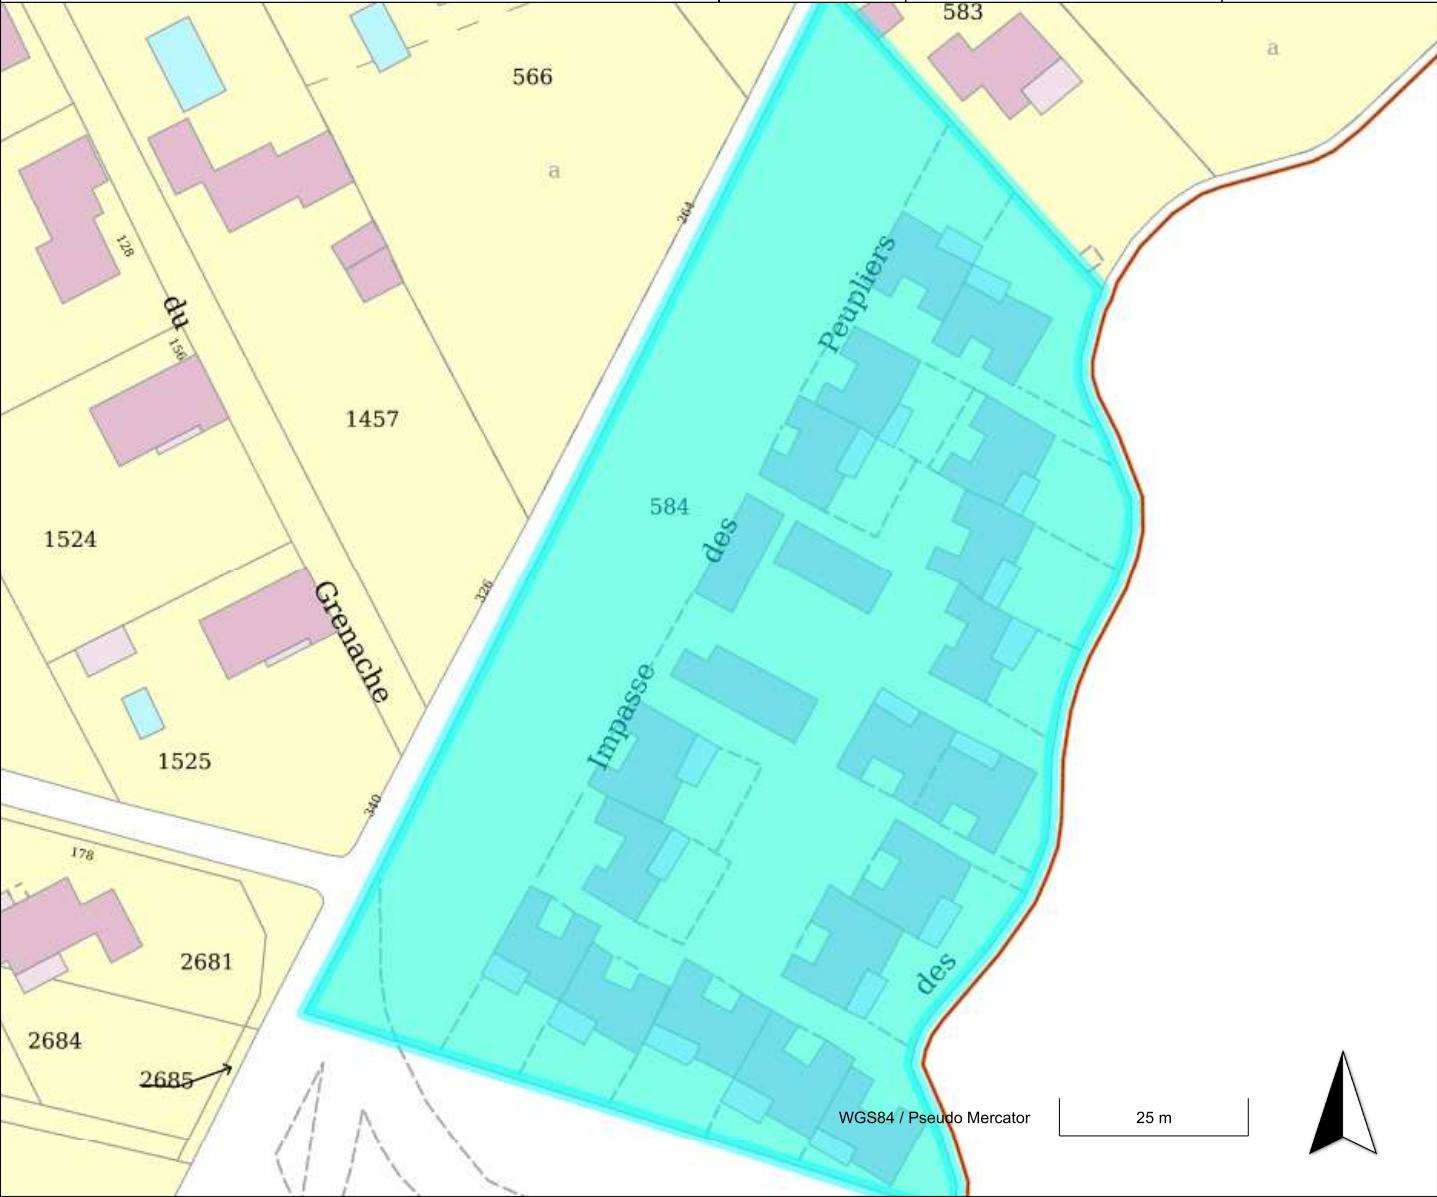 583
a
566
a
264
128
du
Peupliers
156
1457
584
1524
des
326
Grenache
Impasse
1525
340
178
2681
des
2684
2685
WGS84 / Pseudo Mercator
25 m